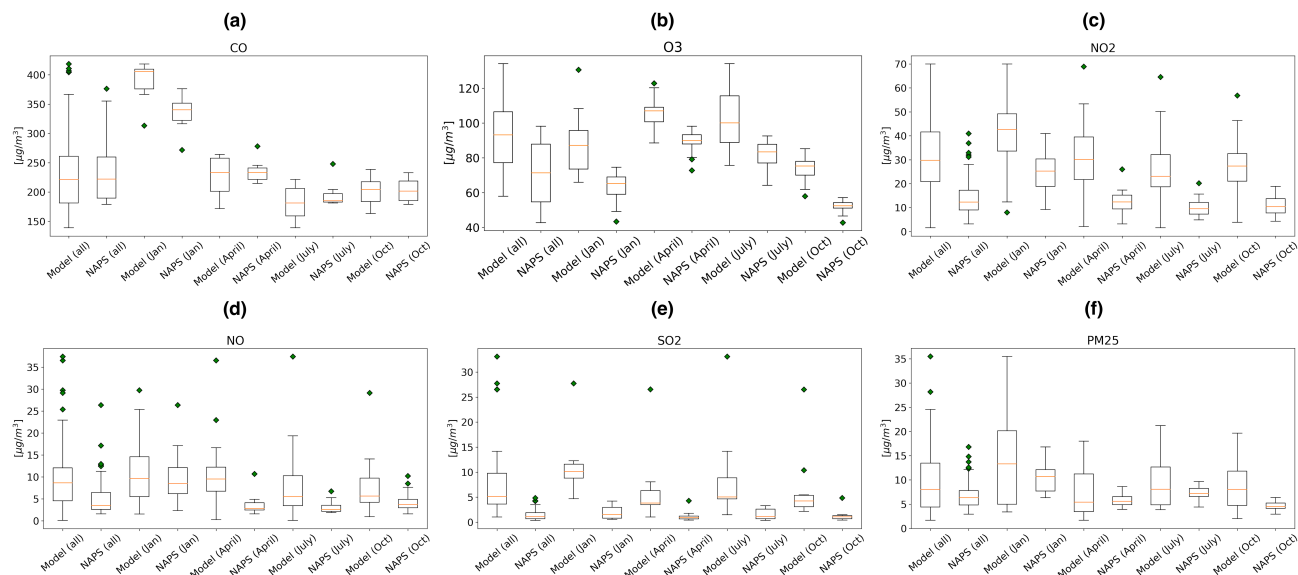 (a)
CO
[μg/m³]
400
350
300
250
200
150
Model (all)
NAPS (all)
Model (Jan)
NAPS (Jan)
Model (April)
NAPS (April)
Model (July)
NAPS (July)
Model (Oct)
NAPS (Oct)
(b)
O3
[μg/m³]
120
100
80
60
40
Model (all)
NAPS (all)
Model (Jan)
NAPS (Jan)
Model (April)
NAPS (April)
Model (July)
NAPS (July)
Model (Oct)
NAPS (Oct)
(c)
NO2
[μg/m³]
70
60
50
40
30
20
10
0
Model (all)
NAPS (all)
Model (Jan)
NAPS (Jan)
Model (April)
NAPS (April)
Model (July)
NAPS (July)
Model (Oct)
NAPS (Oct)
(d)
NO
[μg/m³]
35
30
25
20
15
10
5
0
Model (all)
NAPS (all)
Model (Jan)
NAPS (Jan)
Model (April)
NAPS (April)
Model (July)
NAPS (July)
Model (Oct)
NAPS (Oct)
(e)
SO2
[μg/m³]
30
25
20
15
10
5
0
Model (all)
NAPS (all)
Model (Jan)
NAPS (Jan)
Model (April)
NAPS (April)
Model (July)
NAPS (July)
Model (Oct)
NAPS (Oct)
(f)
PM25
[μg/m³]
35
30
25
20
15
10
5
0
Model (all)
NAPS (all)
Model (Jan)
NAPS (Jan)
Model (April)
NAPS (April)
Model (July)
NAPS (July)
Model (Oct)
NAPS (Oct)